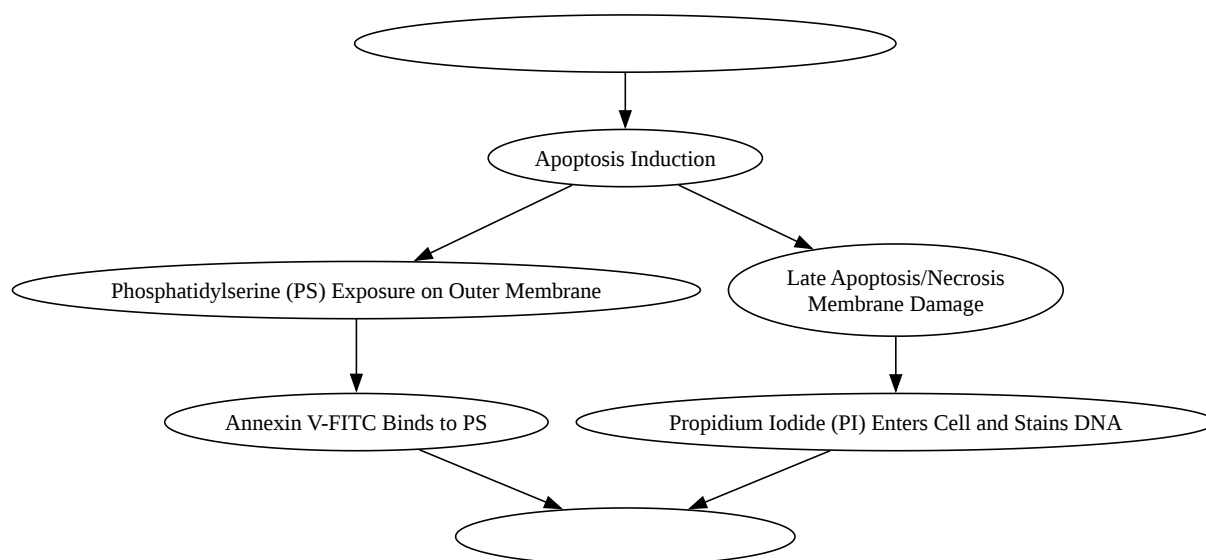 Apoptosis Induction
Phosphatidylserine (PS) Exposure on Outer Membrane
Late Apoptosis/Necrosis
Membrane Damage
Annexin V-FITC Binds to PS
Propidium Iodide (PI) Enters Cell and Stains DNA